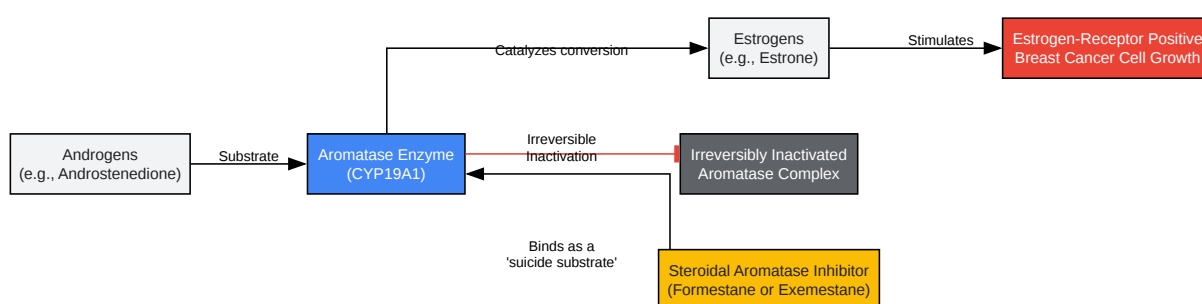 Catalyzes conversion
Estrogens
(e.g., Estrone)
Stimulates
Estrogen-Receptor Positive
Breast Cancer Cell Growth
Androgens
(e.g., Androstenedione)
Substrate
Aromatase Enzyme
(CYP19A1)
Irreversible
Inactivation
Irreversibly Inactivated
Aromatase Complex
Binds as a
'suicide substrate'
Steroidal Aromatase Inhibitor
(Formestane or Exemestane)